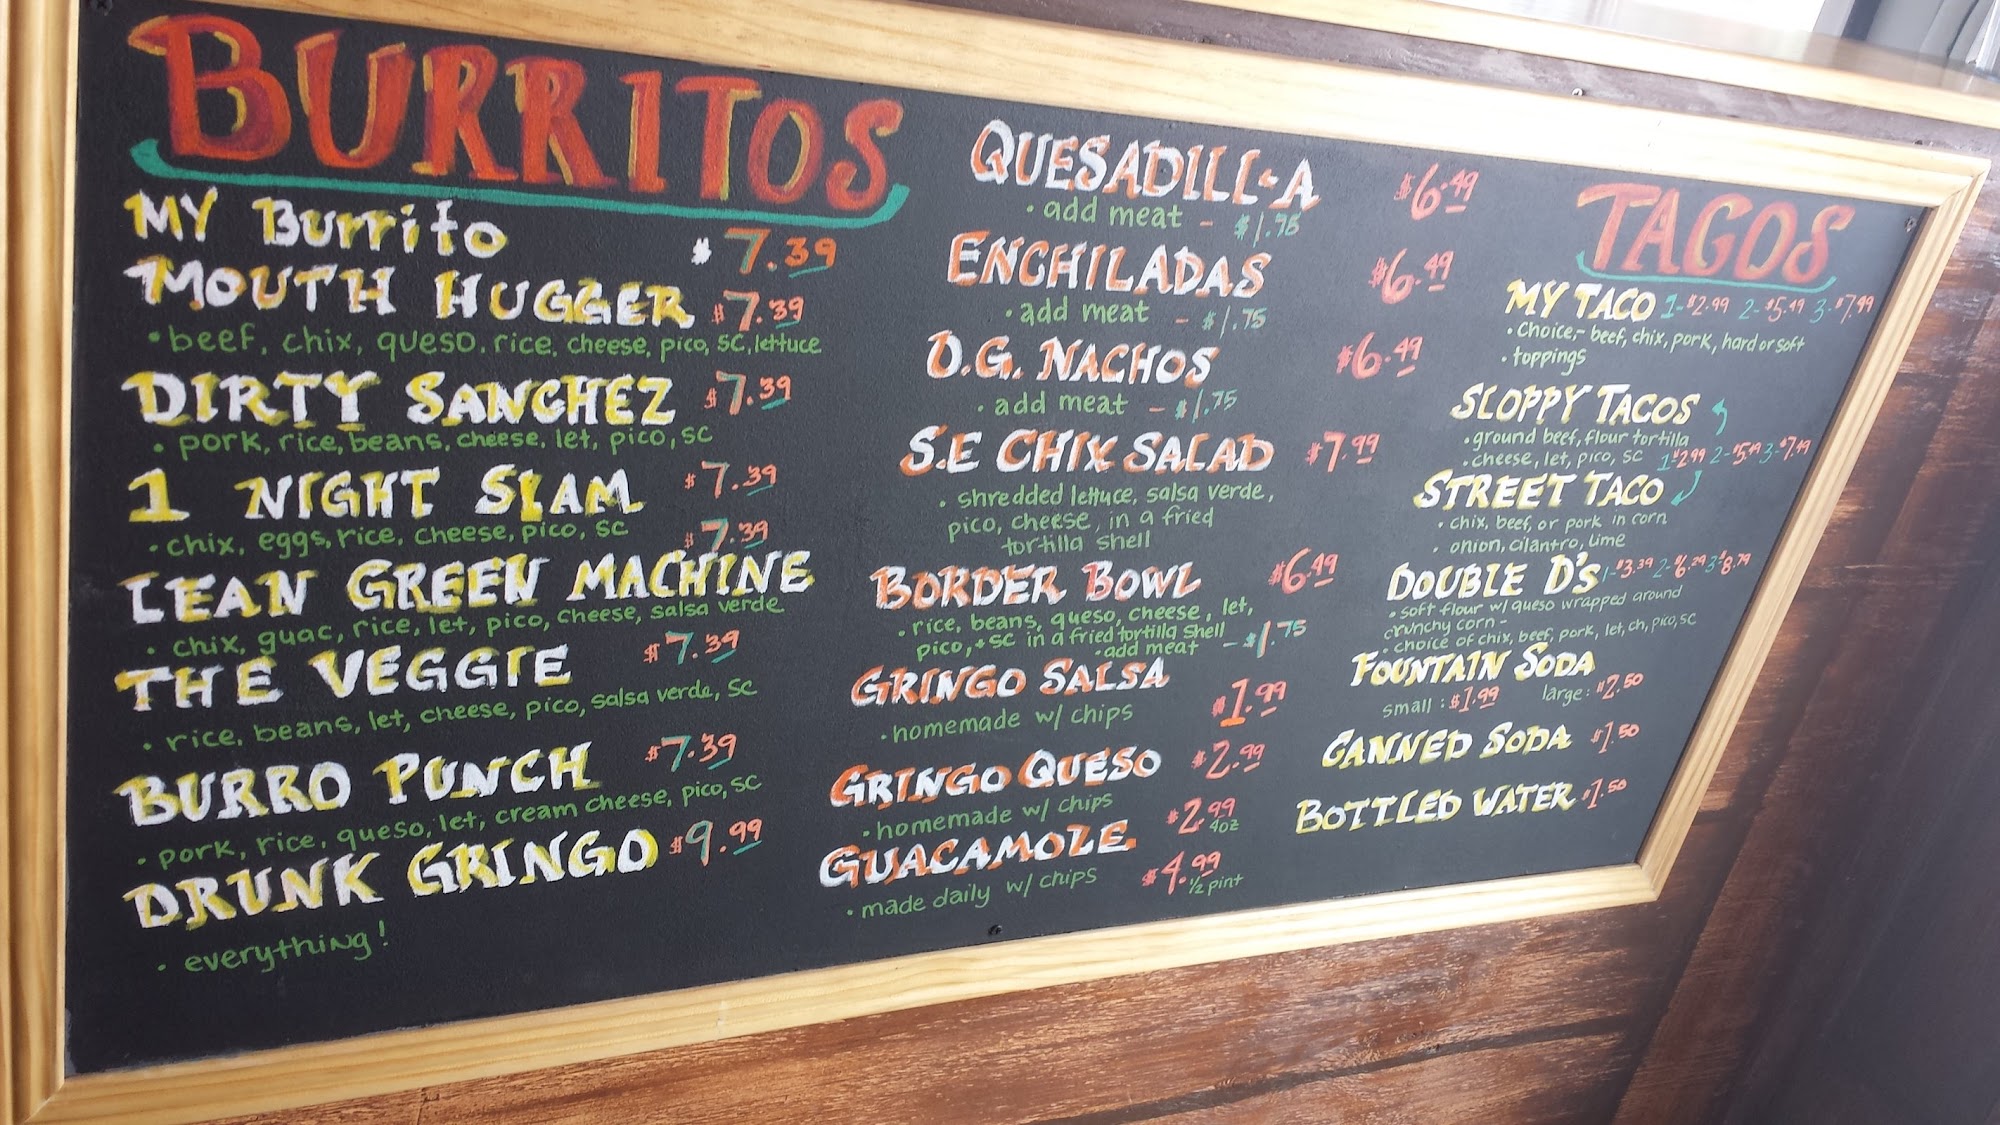 BURRITOS
MY Burrito $7.39
MOUTH HUGGER $7.39
• beef, chix, queso, rice, cheese, pico, SC, lettuce
DIRTY SANCHEZ $7.39
• pork, rice, beans, cheese, let, pico, SC
1 NIGHT SLAM $7.39
• chix, eggs, rice, cheese, pico, SC
$7.39
LEAN GREEN MACHINE
• chix, guac, rice, let, pico, cheese, salsa verde
THE VEGGIE $7.39
• rice, beans, let, cheese, pico, salsa verde, SC
BURRO PUNCH $7.39
• pork, rice, queso, let, cream cheese, pico, SC
DRUNK GRINGO $9.99
• everything!
QUESADILLA $6.49
• add meat - $1.75
ENCHILADAS $6.49
• add meat - $1.75
O.G. NACHOS $6.49
• add meat - $1.75
S.E CHIX SALAD $7.99
• shredded lettuce, salsa verde,
pico, cheese, in a fried
tortilla shell
BORDER BOWL $6.49
• rice, beans, queso, cheese, let,
pico, + SC in a fried tortilla shell
• add meat - $1.75
GRINGO SALSA $1.99
• homemade w/ chips
GRINGO QUESO $2.99
• homemade w/ chips
GUACAMOLE $2.99 4oz
• made daily w/ chips $4.99 1/2 pint
TACOS
MY TACO 1-$2.99 2-$5.49 3-$7.99
• choice,- beef, chix, pork, hard or soft
• toppings
SLOPPY TACOS
• ground beef, flour tortilla
• cheese, let, pico, SC 1-$2.99 2-$5.49 3-$7.49
STREET TACO
• chix, beef, or pork in corn
• onion, cilantro, lime
DOUBLE D's 1-$3.39 2-$6.29 3-$8.79
• soft flour w/ queso wrapped around
crunchy corn -
• choice of chix, beef, pork, let, ch, pico, SC
FOUNTAIN SODA
small: $1.99 large: $2.50
CANNED SODA $1.50
BOTTLED WATER $1.50